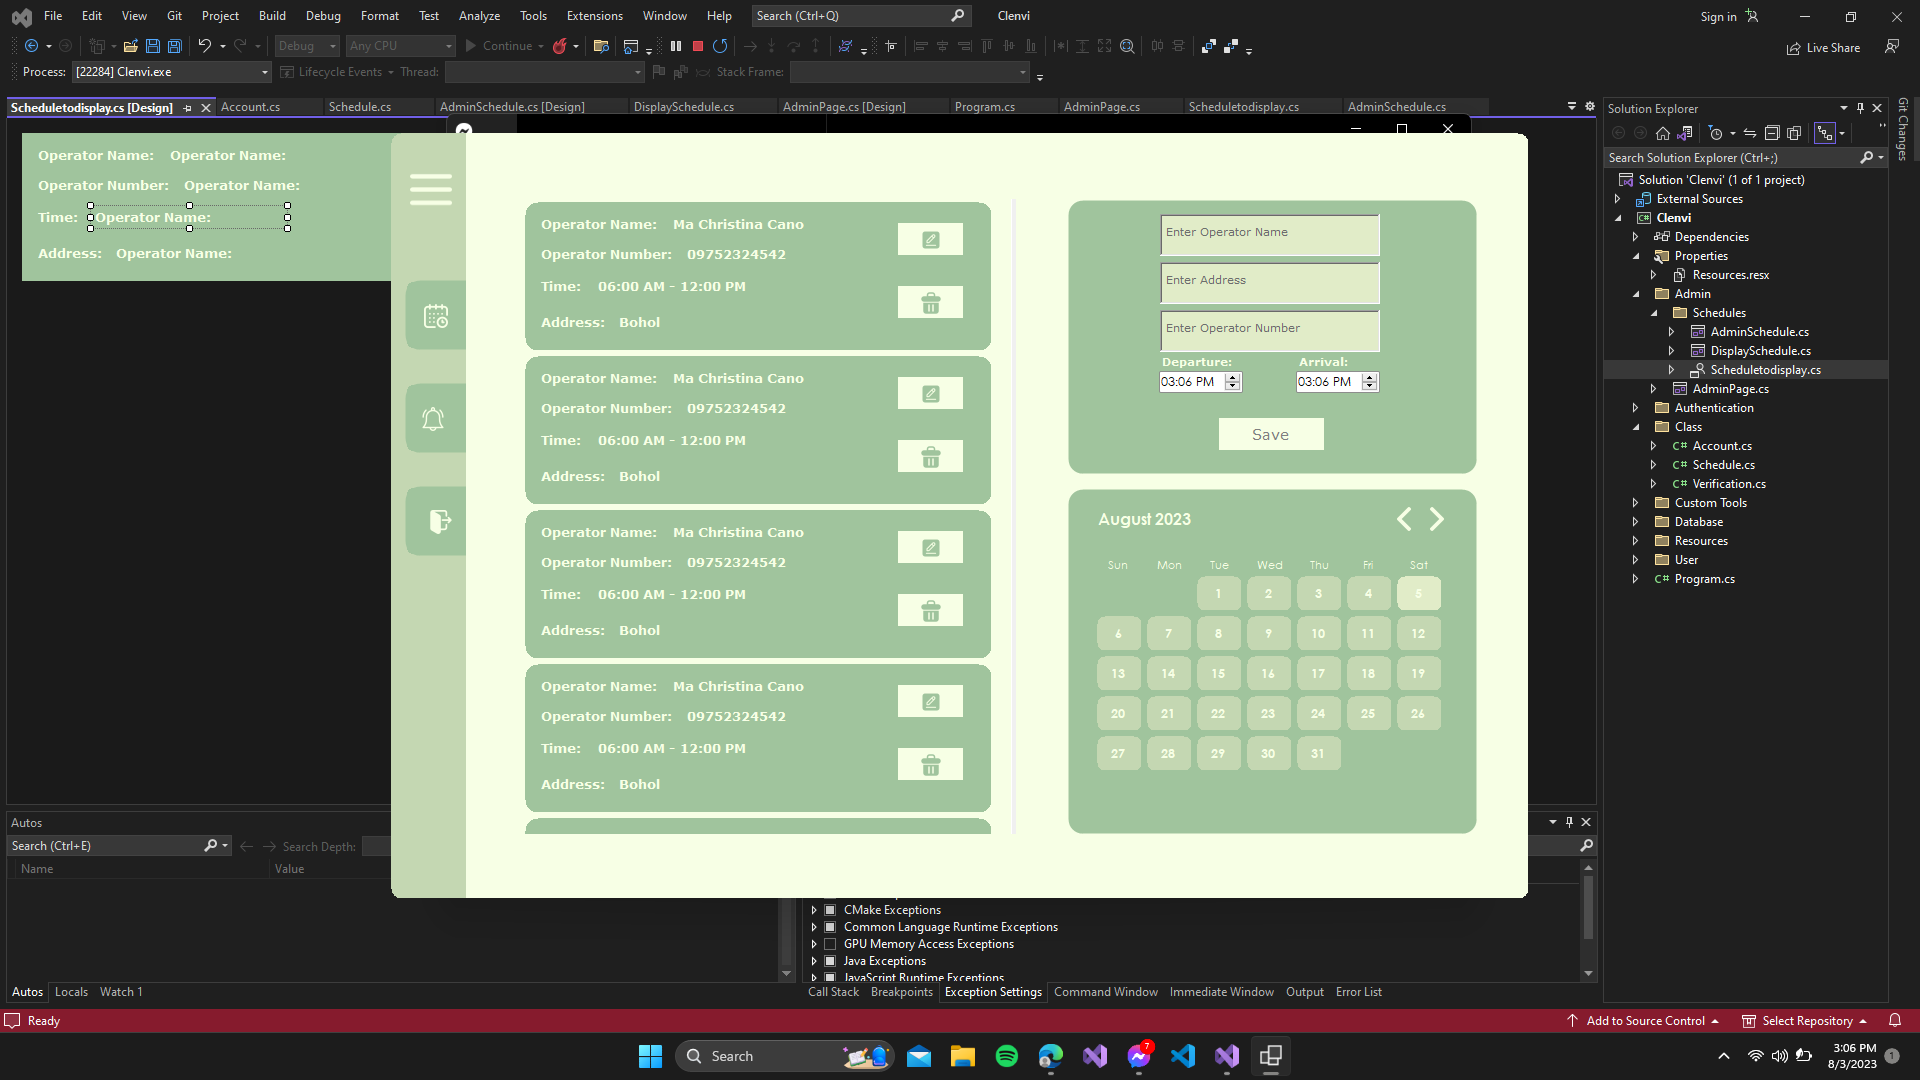 File Edit View Git Project Build Debug Format Test Analyze Tools Extensions Window Help Search (Ctrl+Q) Clenvi Sign in
Debug Any CPU Continue Live Share
Process: [22284] Clenvi.exe Lifecycle Events Thread: Stack Frame:
Scheduletodisplay.cs [Design] Account.cs Schedule.cs AdminSchedule.cs [Design] DisplaySchedule.cs AdminPage.cs [Design] Program.cs AdminPage.cs Scheduletodisplay.cs AdminSchedule.cs
Operator Name: Operator Name:
Operator Number: Operator Name:
Time: Operator Name:
Address: Operator Name:
Operator Name: Ma Christina Cano
Operator Number: 09752324542
Time: 06:00 AM - 12:00 PM
Address: Bohol
Operator Name: Ma Christina Cano
Operator Number: 09752324542
Time: 06:00 AM - 12:00 PM
Address: Bohol
Operator Name: Ma Christina Cano
Operator Number: 09752324542
Time: 06:00 AM - 12:00 PM
Address: Bohol
Operator Name: Ma Christina Cano
Operator Number: 09752324542
Time: 06:00 AM - 12:00 PM
Address: Bohol
Enter Operator Name
Enter Address
Enter Operator Number
Departure: Arrival:
03:06 PM 03:06 PM
Save
August 2023
Sun Mon Tue Wed Thu Fri Sat
1 2 3 4 5
6 7 8 9 10 11 12
13 14 15 16 17 18 19
20 21 22 23 24 25 26
27 28 29 30 31
Solution Explorer
Search Solution Explorer (Ctrl+;)
Solution 'Clenvi' (1 of 1 project)
External Sources
C# Clenvi
Dependencies
Properties
Resources.resx
Admin
Schedules
AdminSchedule.cs
DisplaySchedule.cs
Scheduletodisplay.cs
AdminPage.cs
Authentication
Class
C# Account.cs
C# Schedule.cs
C# Verification.cs
Custom Tools
Database
Resources
User
C# Program.cs
Git Changes
Autos
Search (Ctrl+E) Search Depth:
Name Value
Autos Locals Watch 1
CMake Exceptions
Common Language Runtime Exceptions
GPU Memory Access Exceptions
Java Exceptions
JavaScript Runtime Exceptions
Call Stack Breakpoints Exception Settings Command Window Immediate Window Output Error List
Ready Add to Source Control Select Repository
Search 7 3:06 PM
8/3/2023 1